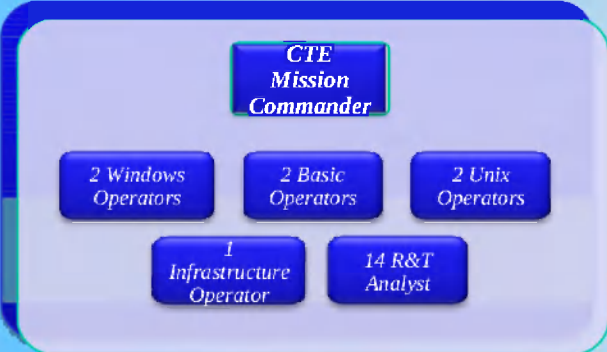 CTE
Mission
Commander
2 Windows
Operators
2 Basic
Operators
2 Unix
Operators
1
Infrastructure
Operator
14 R&T
Analyst